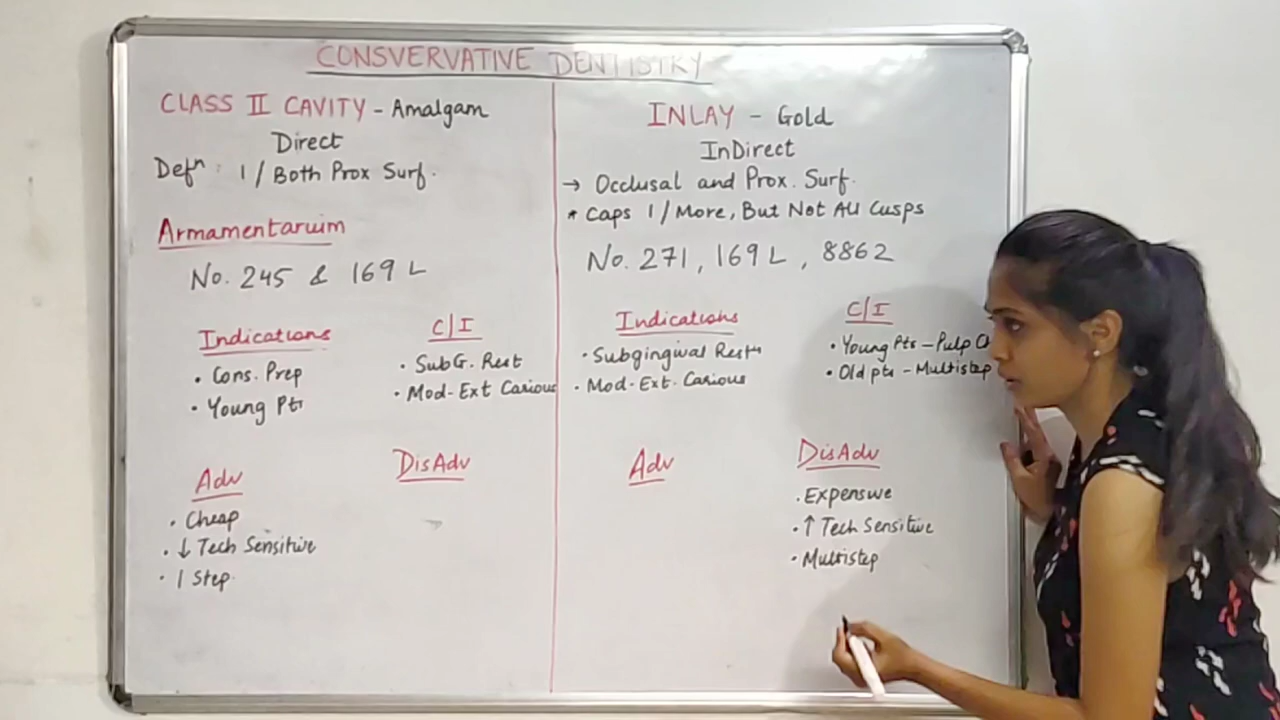 CONSVERVATIVE DENTISTRY
CLASS II CAVITY - Amalgam
Direct
Defn : 1 / Both Prox Surf.
Armamentarium
No. 245 & 169 L
Indications
• Cons. Prep
• Young Pts
C/I
• SubG. Rest
• Mod-Ext Carious
Adv
• Cheap
• ↓ Tech Sensitive
• 1 Step
DisAdv
INLAY - Gold
InDirect
→ Occlusal and Prox. Surf.
* Caps 1 / More, But Not All Cusps
No. 271, 169 L, 8862
Indications
• Subgingival Restn
• Mod-Ext. Carious
C/I
• Young Pts - Pulp
• Old pts - Multistep
Adv
DisAdv
• Expensive
• ↑ Tech Sensitive
• Multistep